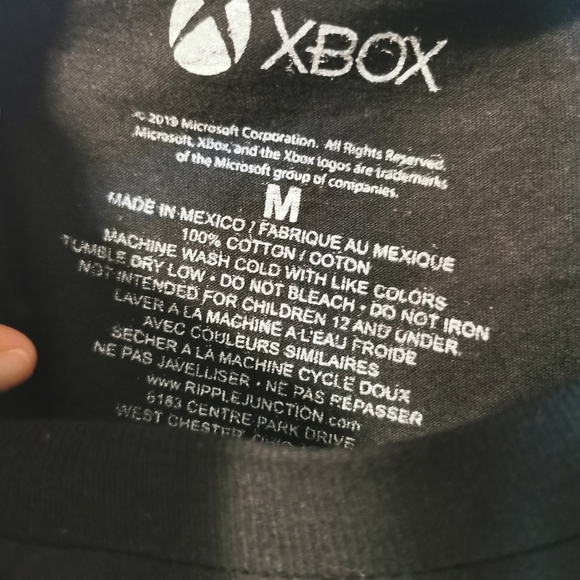 XBOX
© 2019 Microsoft Corporation. All Rights Reserved.
Microsoft, Xbox, and the Xbox logos are trademarks
of the Microsoft group of companies.
M
MADE IN MEXICO / FABRIQUE AU MEXIQUE
100% COTTON / COTON
MACHINE WASH COLD WITH LIKE COLORS
TUMBLE DRY LOW • DO NOT BLEACH • DO NOT IRON
NOT INTENDED FOR CHILDREN 12 AND UNDER.
LAVER A LA MACHINE A L'EAU FROIDE
AVEC COULEURS SIMILAIRES
SECHER A LA MACHINE CYCLE DOUX
NE PAS JAVELLISER • NE PAS REPASSER
www.RIPPLEJUNCTION.com
6183 CENTRE PARK DRIVE
WEST CHESTER, OHIO